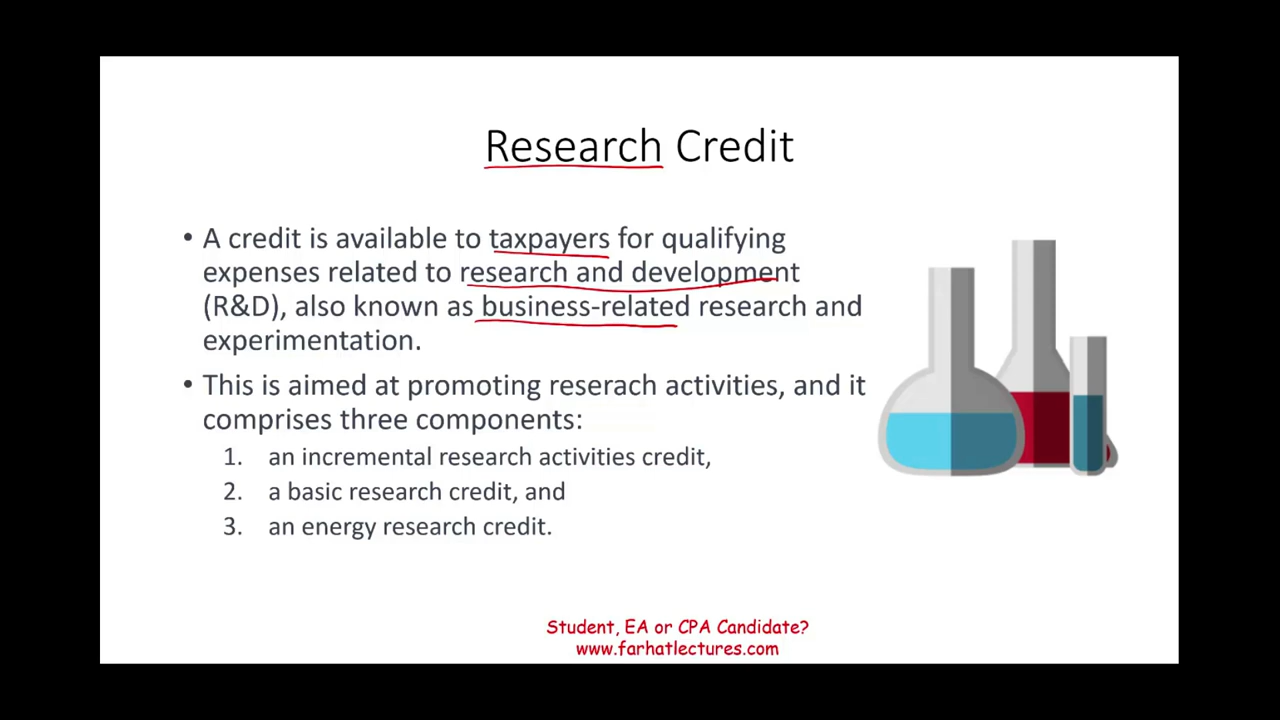 Research Credit
• A credit is available to taxpayers for qualifying
expenses related to research and development
(R&D), also known as business-related research and
experimentation.
• This is aimed at promoting reserach activities, and it
comprises three components:
1. an incremental research activities credit,
2. a basic research credit, and
3. an energy research credit.
Student, EA or CPA Candidate?
www.farhatlectures.com